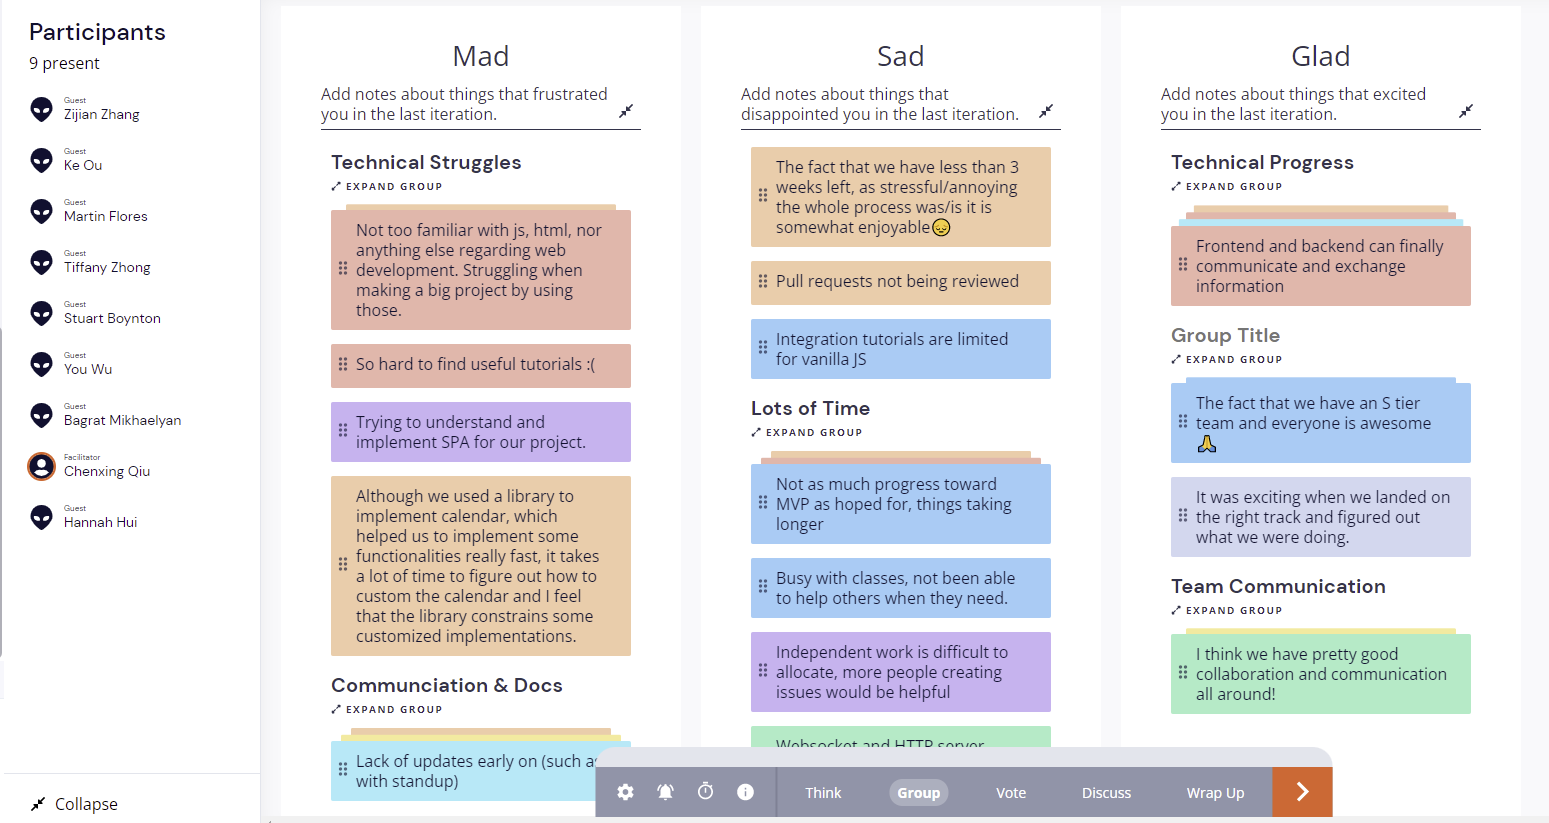 Participants
9 present
Guest
Zijian Zhang
Guest
Ke Ou
Guest
Martin Flores
Guest
Tiffany Zhong
Guest
Stuart Boynton
Guest
You Wu
Guest
Bagrat Mikhaelyan
Facilitator
Chenxing Qiu
Guest
Hannah Hui
Collapse
Mad
Add notes about things that frustrated
you in the last iteration.
Technical Struggles
EXPAND GROUP
Not too familiar with js, html, nor
anything else regarding web
development. Struggling when
making a big project by using
those.
So hard to find useful tutorials :(
Trying to understand and
implement SPA for our project.
Although we used a library to
implement calendar, which
helped us to implement some
functionalities really fast, it takes
a lot of time to figure out how to
custom the calendar and I feel
that the library constrains some
customized implementations.
Communciation & Docs
EXPAND GROUP
Lack of updates early on (such as
with standup)
Sad
Add notes about things that
disappointed you in the last iteration.
The fact that we have less than 3
weeks left, as stressful/annoying
the whole process was/is it is
somewhat enjoyable😔
Pull requests not being reviewed
Integration tutorials are limited
for vanilla JS
Lots of Time
EXPAND GROUP
Not as much progress toward
MVP as hoped for, things taking
longer
Busy with classes, not been able
to help others when they need.
Independent work is difficult to
allocate, more people creating
issues would be helpful
Websocket and HTTP server
Glad
Add notes about things that excited
you in the last iteration.
Technical Progress
EXPAND GROUP
Frontend and backend can finally
communicate and exchange
information
Group Title
EXPAND GROUP
The fact that we have an S tier
team and everyone is awesome
🙏
It was exciting when we landed on
the right track and figured out
what we were doing.
Team Communication
EXPAND GROUP
I think we have pretty good
collaboration and communication
all around!
Think
Group
Vote
Discuss
Wrap Up